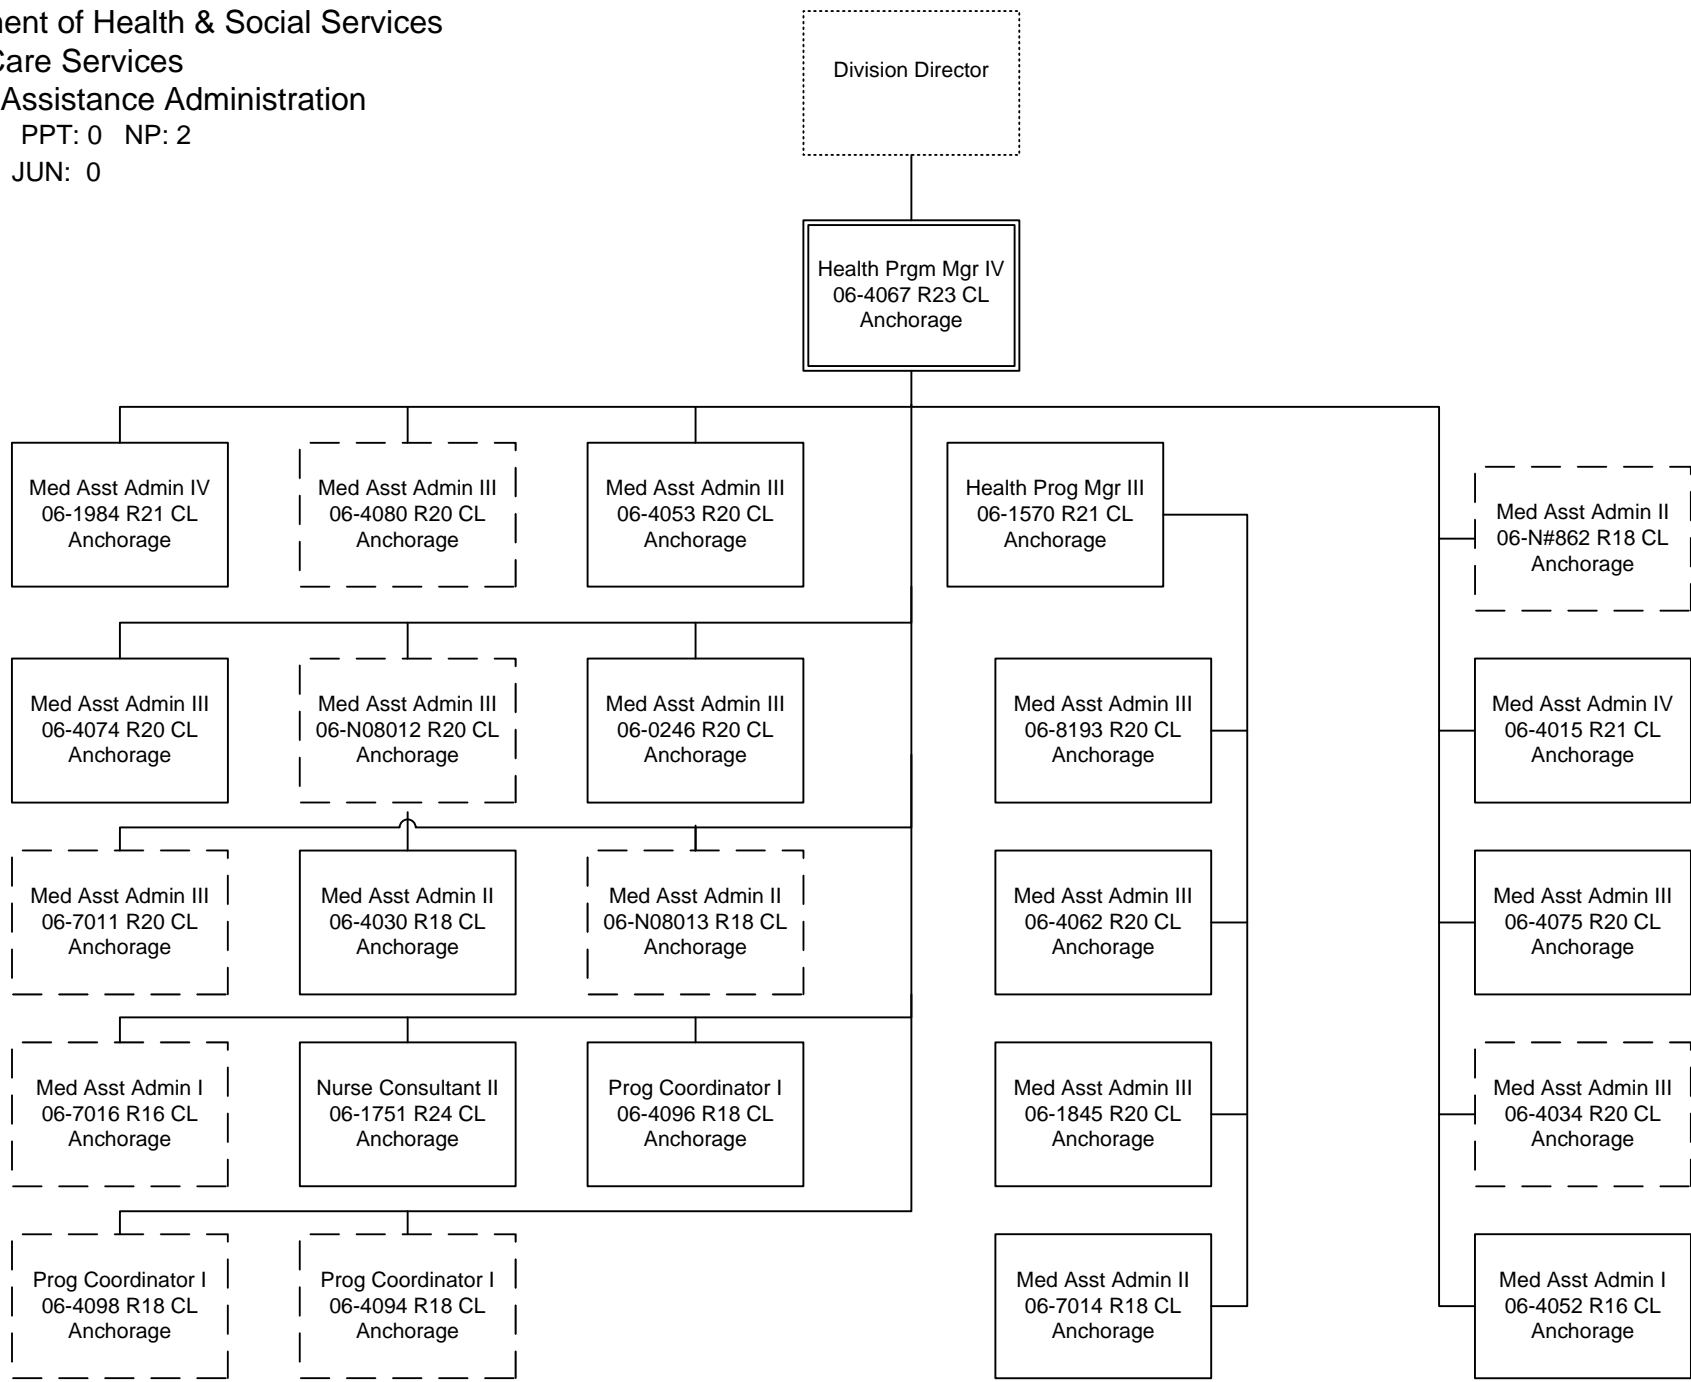 ent of Health & Social Services
Care Services
Assistance Administration
PPT: 0 NP: 2
JUN: 0
Division Director
Health Prgm Mgr IV
06-4067 R23 CL
Anchorage
Med Asst Admin IV
06-1984 R21 CL
Anchorage
Med Asst Admin III
06-4080 R20 CL
Anchorage
Med Asst Admin III
06-4053 R20 CL
Anchorage
Health Prog Mgr III
06-1570 R21 CL
Anchorage
Med Asst Admin II
06-N#862 R18 CL
Anchorage
Med Asst Admin III
06-4074 R20 CL
Anchorage
Med Asst Admin III
06-N08012 R20 CL
Anchorage
Med Asst Admin III
06-0246 R20 CL
Anchorage
Med Asst Admin III
06-8193 R20 CL
Anchorage
Med Asst Admin IV
06-4015 R21 CL
Anchorage
Med Asst Admin III
06-7011 R20 CL
Anchorage
Med Asst Admin II
06-4030 R18 CL
Anchorage
Med Asst Admin II
06-N08013 R18 CL
Anchorage
Med Asst Admin III
06-4062 R20 CL
Anchorage
Med Asst Admin III
06-4075 R20 CL
Anchorage
Med Asst Admin I
06-7016 R16 CL
Anchorage
Nurse Consultant II
06-1751 R24 CL
Anchorage
Prog Coordinator I
06-4096 R18 CL
Anchorage
Med Asst Admin III
06-1845 R20 CL
Anchorage
Med Asst Admin III
06-4034 R20 CL
Anchorage
Prog Coordinator I
06-4098 R18 CL
Anchorage
Prog Coordinator I
06-4094 R18 CL
Anchorage
Med Asst Admin II
06-7014 R18 CL
Anchorage
Med Asst Admin I
06-4052 R16 CL
Anchorage